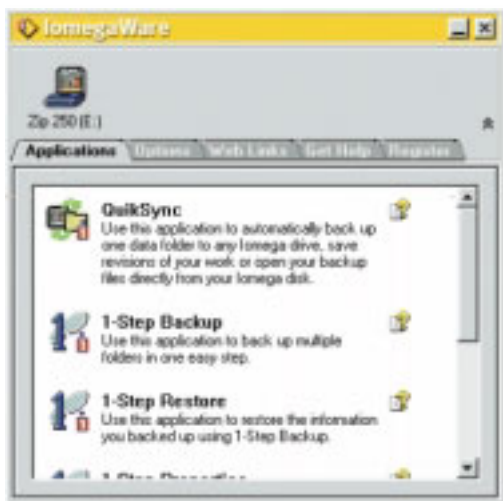 IomegaWare
Zip 250 (E:)
Applications Options Web Links Get Help Register
QuikSync
Use this application to automatically back up
one data folder to any Iomega drive, save
revisions of your work or open your backup
files directly from your Iomega disk.
1-Step Backup
Use this application to back up multiple
folders in one easy step.
1-Step Restore
Use this application to restore the information
you backed up using 1-Step Backup.
1-Step